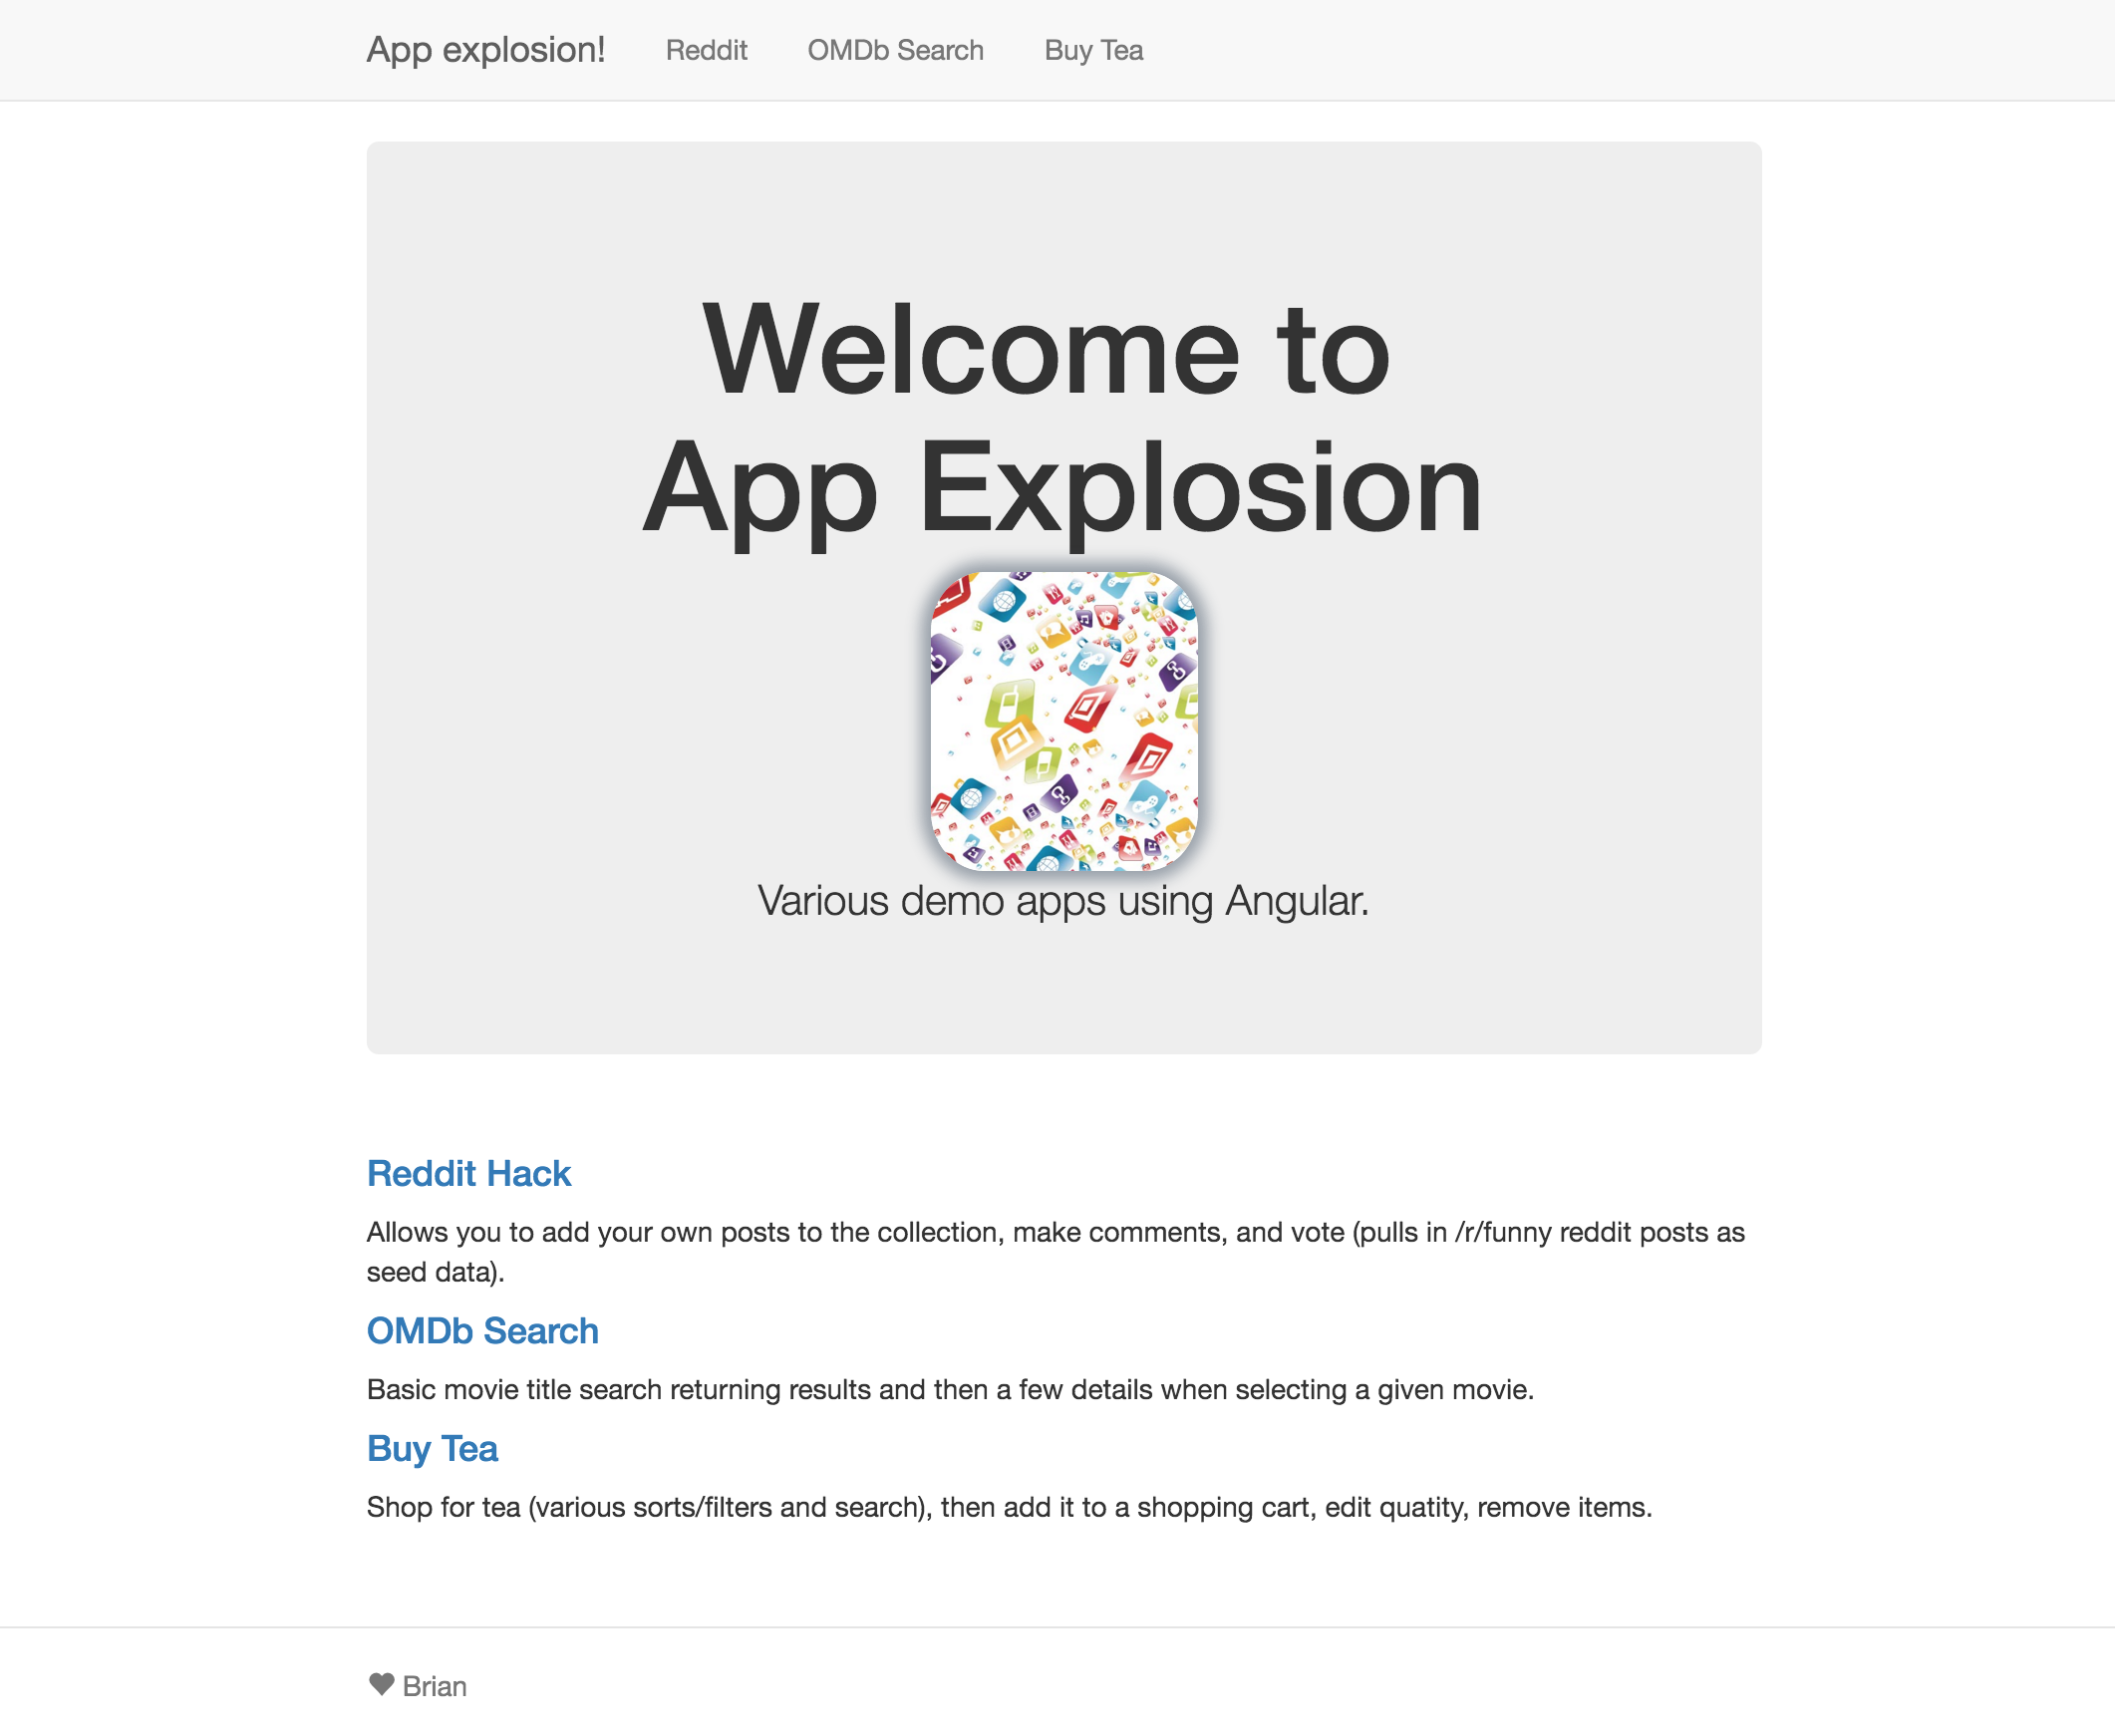 App explosion! Reddit OMDb Search Buy Tea
Welcome to
App Explosion
Various demo apps using Angular.
Reddit Hack
Allows you to add your own posts to the collection, make comments, and vote (pulls in /r/funny reddit posts as
seed data).
OMDb Search
Basic movie title search returning results and then a few details when selecting a given movie.
Buy Tea
Shop for tea (various sorts/filters and search), then add it to a shopping cart, edit quatity, remove items.
Brian